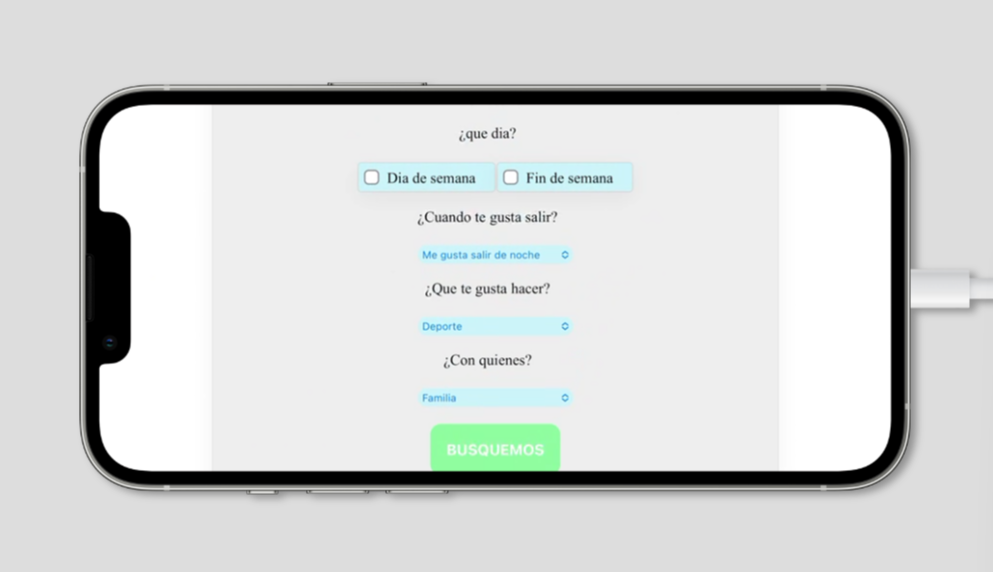 ¿que dia?
Dia de semana Fin de semana
¿Cuando te gusta salir?
Me gusta salir de noche
¿Que te gusta hacer?
Deporte
¿Con quienes?
Familia
BUSQUEMOS